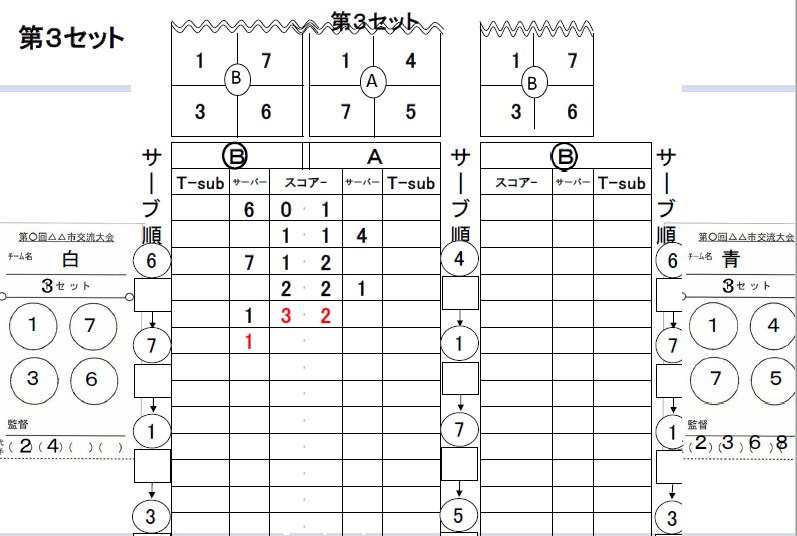 第３セット
第３セット
1 7 B 3 6
1 4 A 7 5
1 7 B 3 6
サーブ順 B A サーブ順 B サーブ順
T-sub サーバー スコアー サーバー T-sub
スコアー サーバー T-sub
6 0 1
1 1 4
7 1 2
2 2 1
1 3 2
1
6 7 1 3
4 1 7 5
6 7 1 3
第〇回△△市交流大会
チーム名 白
3セット
1 7
3 6
監督
(2)(4)( )( )
第〇回△△市交流大会
チーム名 青
3セット
1 4
7 5
監督
(2)(3)(6)(8